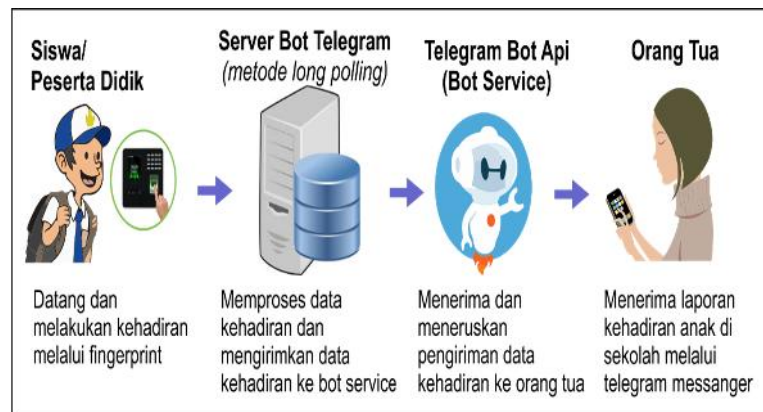 Siswa/
Peserta Didik
Server Bot Telegram
(metode long polling)
Telegram Bot Api
(Bot Service)
Orang Tua
Datang dan
melakukan kehadiran
melalui fingerprint
Memproses data
kehadiran dan
mengirimkan data
kehadiran ke bot service
Menerima dan
meneruskan
pengiriman data
kehadiran ke orang tua
Menerima laporan
kehadiran anak di
sekolah melalui
telegram messanger